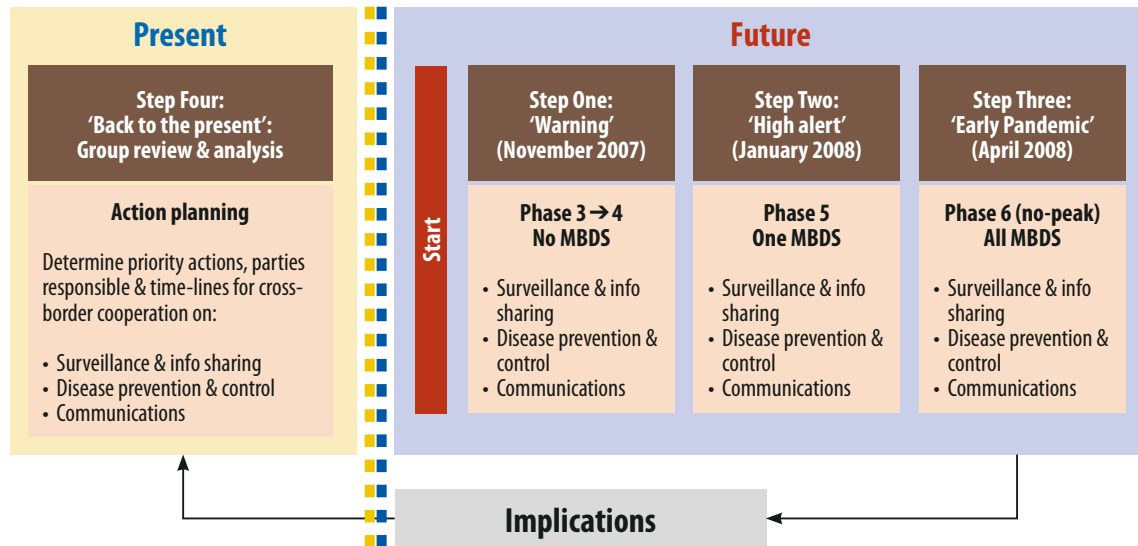 Present
Step Four:
‘Back to the present’:
Group review & analysis
Action planning
Determine priority actions, parties
responsible & time-lines for cross-
border cooperation on:
• Surveillance & info sharing
• Disease prevention & control
• Communications
Future
Start
Step One:
‘Warning’
(November 2007)
Phase 3 → 4
No MBDS
• Surveillance & info
sharing
• Disease prevention &
control
• Communications
Step Two:
‘High alert’
(January 2008)
Phase 5
One MBDS
• Surveillance & info
sharing
• Disease prevention &
control
• Communications
Step Three:
‘Early Pandemic’
(April 2008)
Phase 6 (no-peak)
All MBDS
• Surveillance & info
sharing
• Disease prevention &
control
• Communications
Implications